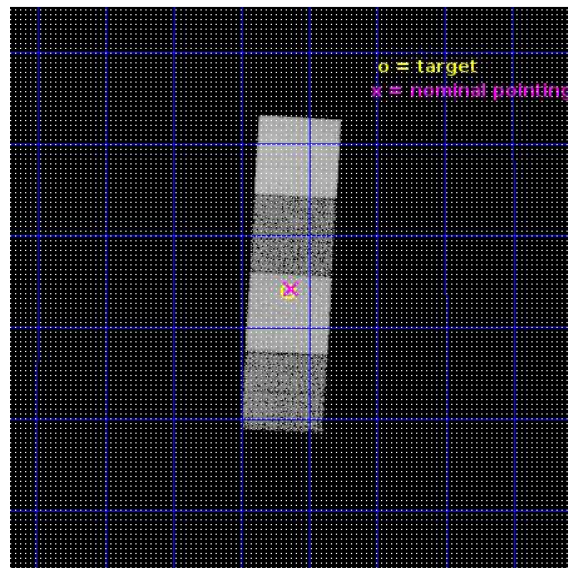 o = target
x = nominal pointing